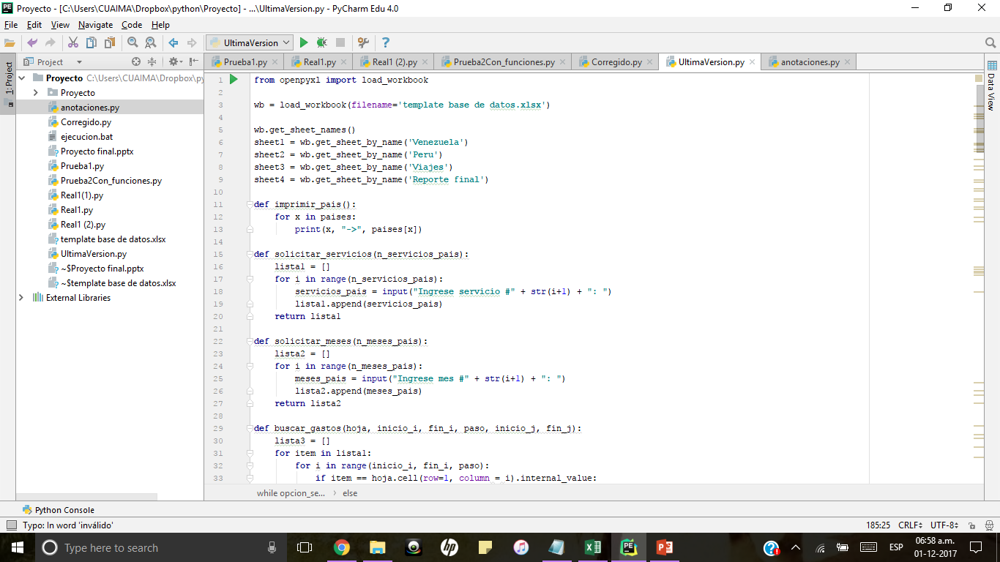 Proyecto - [C:\Users\CUAIMA\Dropbox\python\Proyecto] - ...\UltimaVersion.py - PyCharm Edu 4.0
File Edit View Navigate Code Help
UltimaVersion
Project
Prueba1.py
Real1.py
Real1 (2).py
Prueba2Con_funciones.py
Corregido.py
UltimaVersion.py
anotaciones.py
1: Project
Proyecto C:\Users\CUAIMA\Dropbox\py
Proyecto
anotaciones.py
Corregido.py
ejecucion.bat
Proyecto final.pptx
Prueba1.py
Prueba2Con_funciones.py
Real1(1).py
Real1.py
Real1 (2).py
template base de datos.xlsx
UltimaVersion.py
~$Proyecto final.pptx
~$template base de datos.xlsx
External Libraries
1 from openpyxl import load_workbook
2
3 wb = load_workbook(filename='template base de datos.xlsx')
4
5 wb.get_sheet_names()
6 sheet1 = wb.get_sheet_by_name('Venezuela')
7 sheet2 = wb.get_sheet_by_name('Peru')
8 sheet3 = wb.get_sheet_by_name('Viajes')
9 sheet4 = wb.get_sheet_by_name('Reporte final')
10
11 def imprimir_pais():
12 for x in paises:
13 print(x, "->", paises[x])
14
15 def solicitar_servicios(n_servicios_pais):
16 lista1 = []
17 for i in range(n_servicios_pais):
18 servicios_pais = input("Ingrese servicio #" + str(i+1) + ": ")
19 lista1.append(servicios_pais)
20 return lista1
21
22 def solicitar_meses(n_meses_pais):
23 lista2 = []
24 for i in range(n_meses_pais):
25 meses_pais = input("Ingrese mes #" + str(i+1) + ": ")
26 lista2.append(meses_pais)
27 return lista2
28
29 def buscar_gastos(hoja, inicio_i, fin_i, paso, inicio_j, fin_j):
30 lista3 = []
31 for item in lista1:
32 for i in range(inicio_i, fin_i, paso):
33 if item == hoja.cell(row=1, column = i).internal_value:
Data View
while opcion_se... › else
Python Console
Typo: In word 'inválido'
185:25 CRLF UTF-8
Type here to search
ESP
06:58 a.m.
01-12-2017